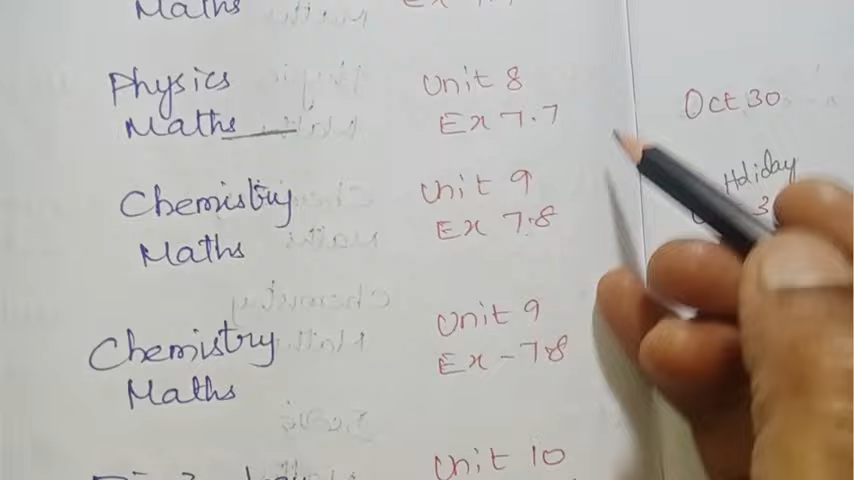 Maths
Physics Unit 8
Maths Ex 7.7 Oct 30
Holiday
Chemistry Unit 9
Maths Ex 7.8
Chemistry Unit 9
Maths Ex - 7.8
Unit 10